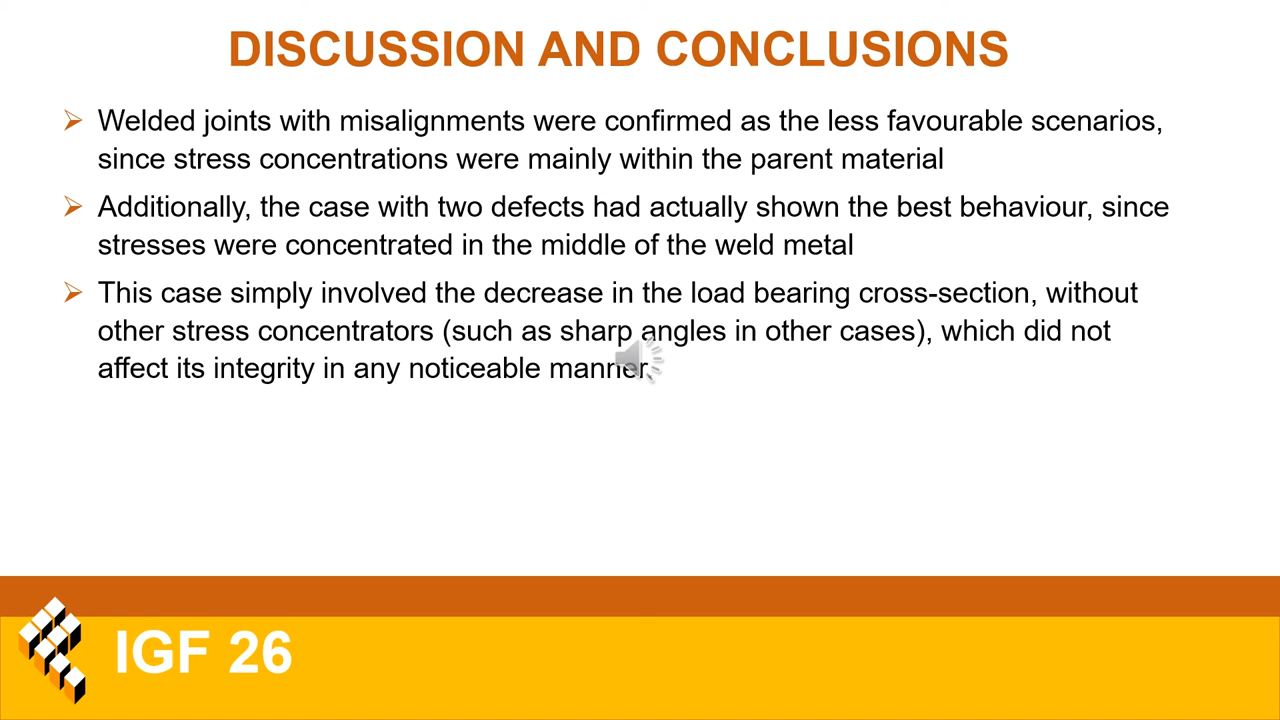 DISCUSSION AND CONCLUSIONS
Welded joints with misalignments were confirmed as the less favourable scenarios,
since stress concentrations were mainly within the parent material
Additionally, the case with two defects had actually shown the best behaviour, since
stresses were concentrated in the middle of the weld metal
This case simply involved the decrease in the load bearing cross-section, without
other stress concentrators (such as sharp angles in other cases), which did not
affect its integrity in any noticeable manner.
IGF 26